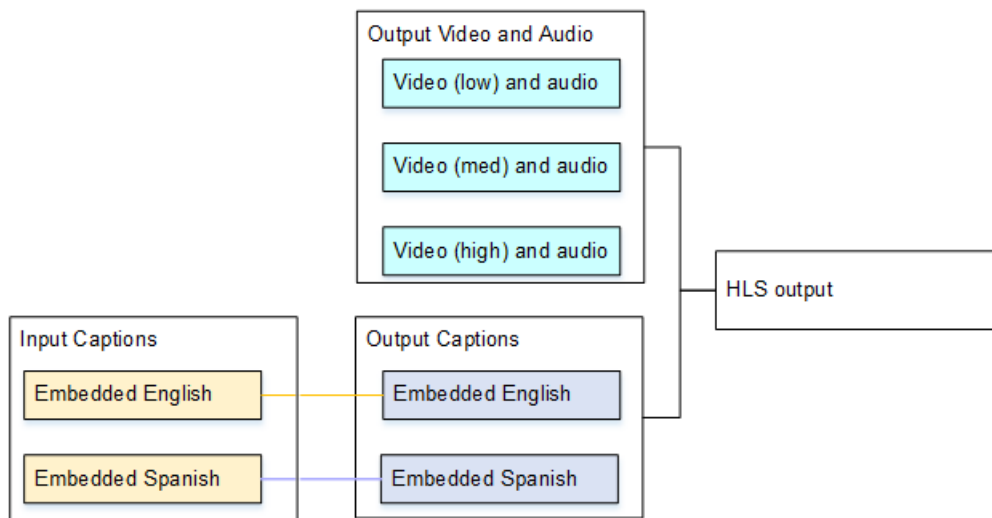 Output Video and Audio
Video (low) and audio
Video (med) and audio
Video (high) and audio
HLS output
Input Captions
Embedded English
Embedded Spanish
Output Captions
Embedded English
Embedded Spanish